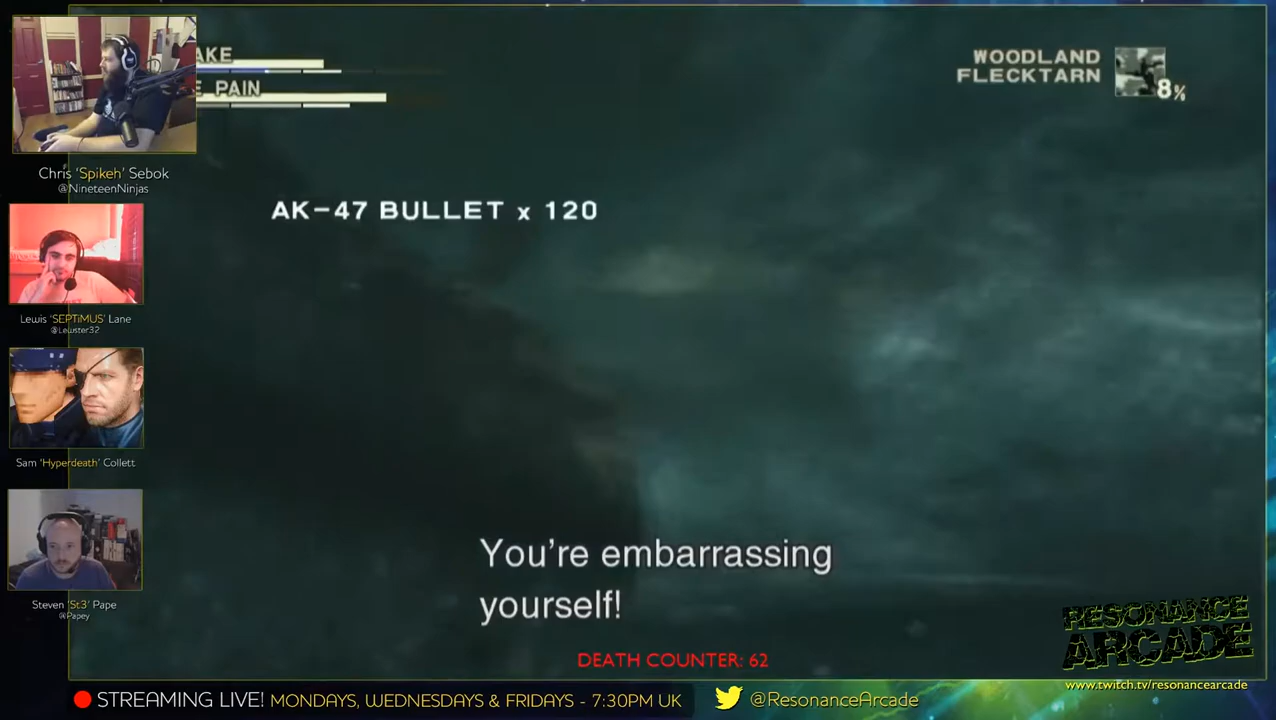 AKE
E PAIN
WOODLAND
FLECKTARN
8%
Chris 'Spikeh' Sebok
@NineteenNinjas
AK-47 BULLET x 120
Lewis 'SEPTiMUS' Lane
@Lewster32
Sam 'Hyperdeath' Collett
Steven 'St3' Pape
@Papey
You're embarrassing
yourself!
DEATH COUNTER: 62
RESONANCE
ARCADE
www.twitch.tv/resonancearcade
STREAMING LIVE! MONDAYS, WEDNESDAYS & FRIDAYS - 7:30PM UK
@ResonanceArcade